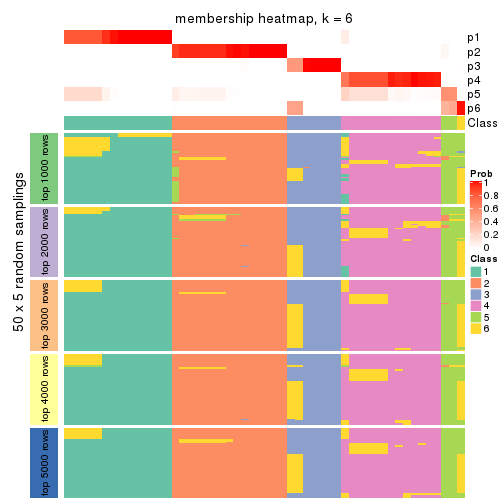 membership heatmap, k = 6
p1
p2
p3
p4
p5
p6
Class
50 x 5 random samplings
top 1000 rows
top 2000 rows
top 3000 rows
top 4000 rows
top 5000 rows
Prob
1
0.8
0.6
0.4
0.2
0
Class
1
2
3
4
5
6